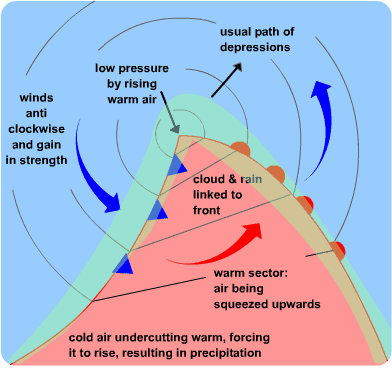 usual path of
depressions
low pressure
by rising
warm air
winds
anti
clockwise
and gain
in strength
cloud & rain
linked to
front
warm sector:
air being
squeezed upwards
cold air undercutting warm, forcing
it to rise, resulting in precipitation